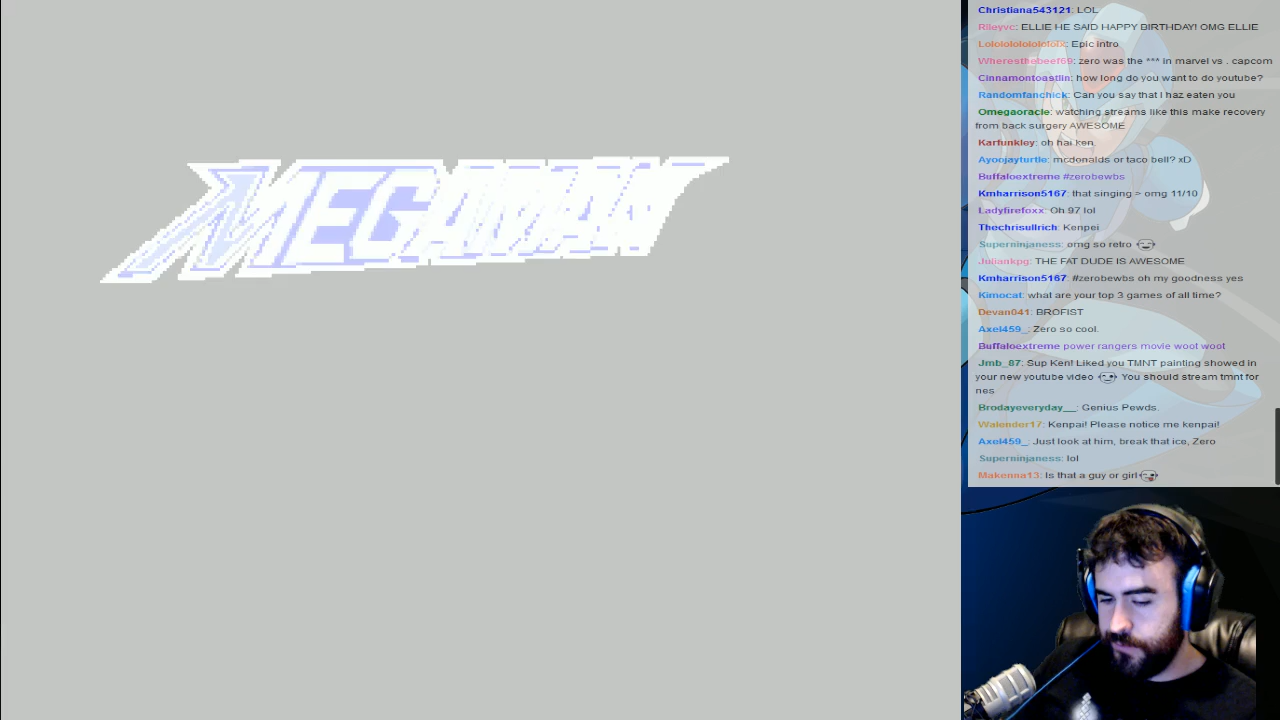 MEGAMAN
Christiana543121: LOL
Rileyvc: ELLIE HE SAID HAPPY BIRTHDAY! OMG ELLIE
Lolololololololoix: Epic intro
Wheresthebeef69: zero was the *** in marvel vs . capcom
Cinnamontoastlin: how long do you want to do youtube?
Randomfanchick: Can you say that I haz eaten you
Omegaoracle: watching streams like this make recovery
from back surgery AWESOME
Karfunkley: oh hai ken.
Ayoojayturtle: mcdonalds or taco bell? xD
Buffaloextreme #zerobewbs
Kmharrison5167: that singing > omg 11/10
Ladyfirefoxx: Oh 97 lol
Thechrisullrich: Kenpei
Superninjaness: omg so retro
Juliankpg: THE FAT DUDE IS AWESOME
Kmharrison5167: #zerobewbs oh my goodness yes
Kimocat: what are your top 3 games of all time?
Devan041: BROFIST
Axel459_: Zero so cool.
Buffaloextreme power rangers movie woot woot
Jmb_87: Sup Ken! Liked you TMNT painting showed in
your new youtube video You should stream tmnt for
nes
Brodayeveryday__: Genius Pewds.
Walender17: Kenpai! Please notice me kenpai!
Axel459_: Just look at him, break that ice, Zero
Superninjaness: lol
Makenna13: Is that a guy or girl